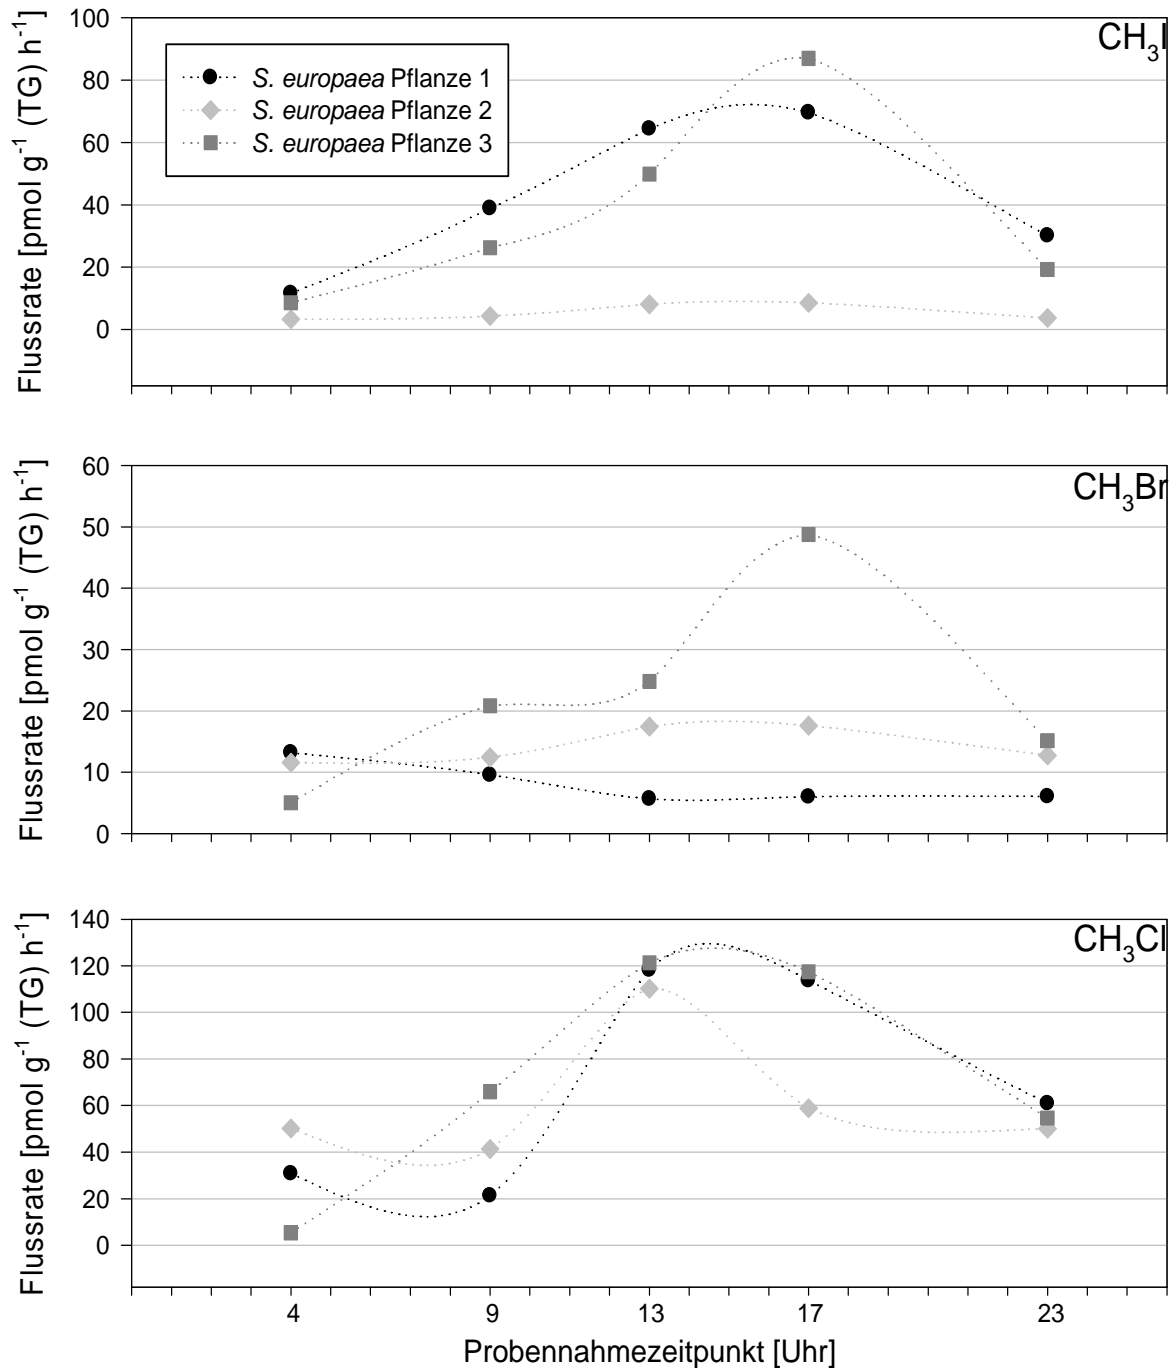 CH₃I
Flussrate [pmol g⁻¹ (TG) h⁻¹]
100
80
60
40
20
0
S. europaea Pflanze 1
S. europaea Pflanze 2
S. europaea Pflanze 3
CH₃Br
Flussrate [pmol g⁻¹ (TG) h⁻¹]
60
50
40
30
20
10
0
CH₃Cl
Flussrate [pmol g⁻¹ (TG) h⁻¹]
140
120
100
80
60
40
20
0
4 9 13 17 23
Probennahmezeitpunkt [Uhr]